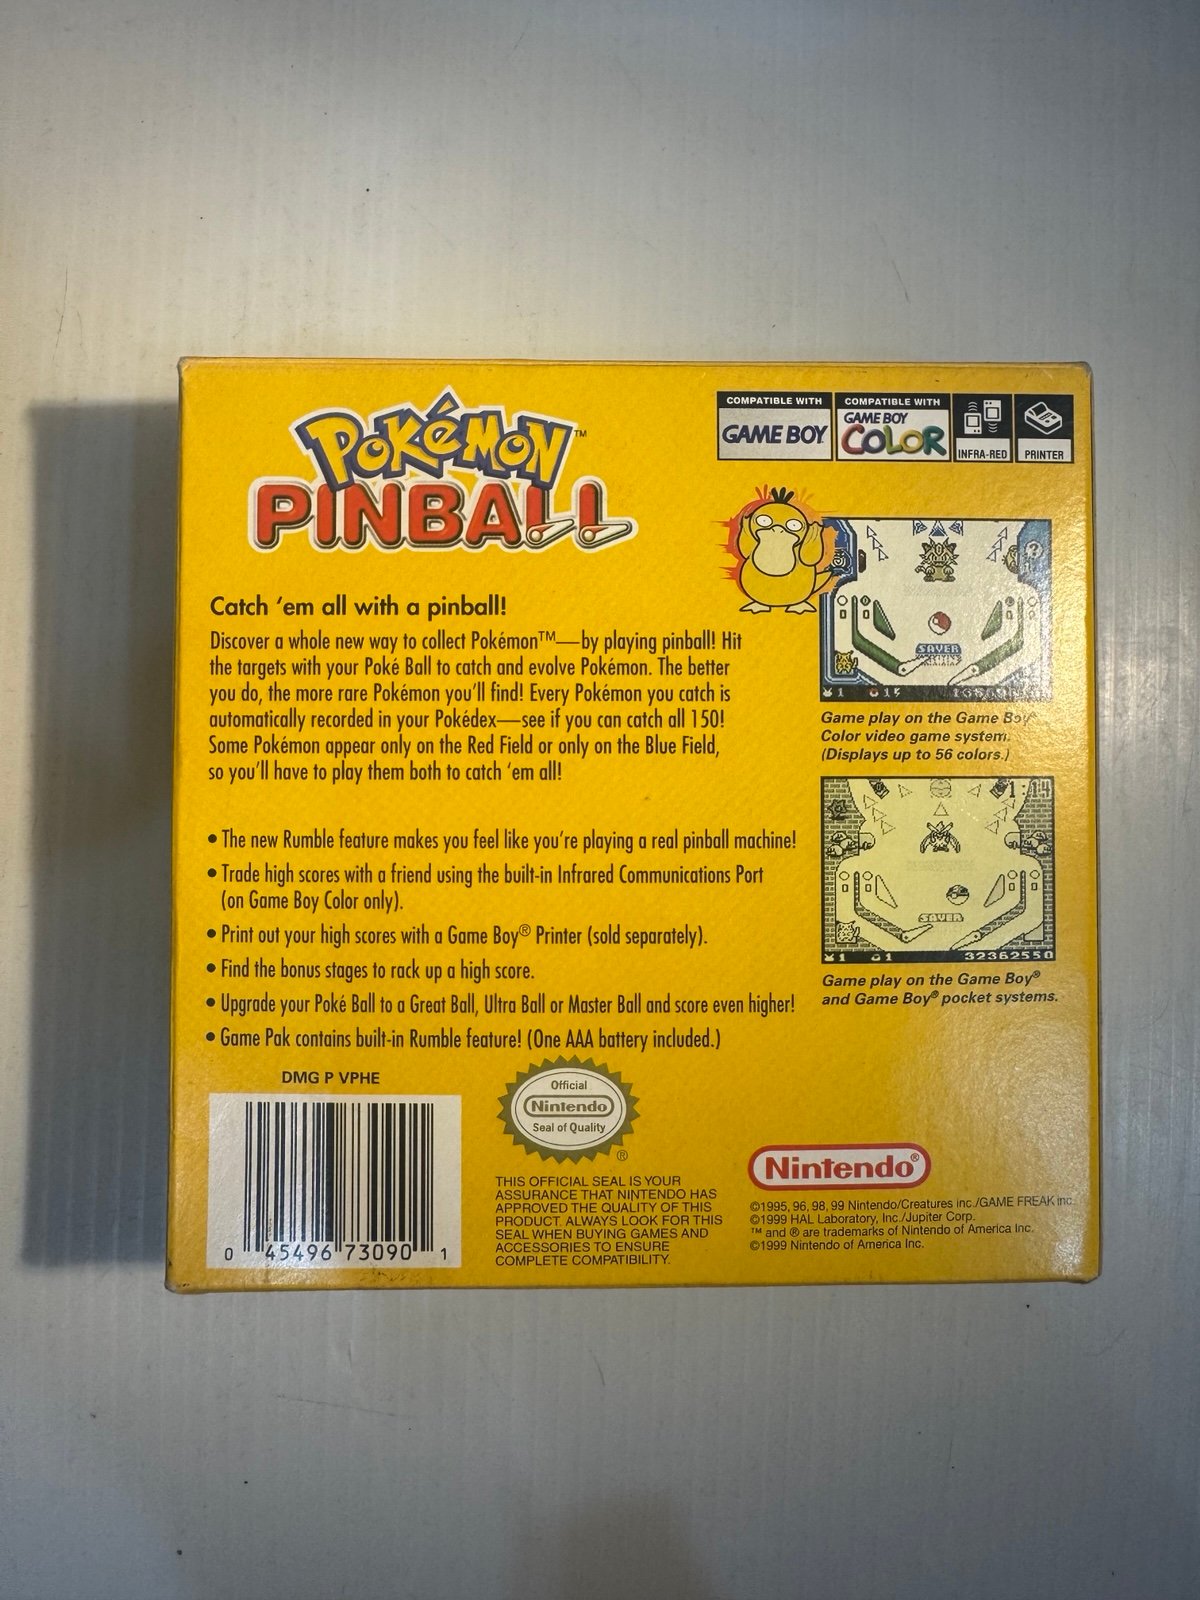 POKéMON™
PINBALL
COMPATIBLE WITH
GAME BOY
COMPATIBLE WITH
GAME BOY
COLOR
INFRA-RED
PRINTER
Catch 'em all with a pinball!
Discover a whole new way to collect Pokémon™—by playing pinball! Hit
the targets with your Poké Ball to catch and evolve Pokémon. The better
you do, the more rare Pokémon you'll find! Every Pokémon you catch is
automatically recorded in your Pokédex—see if you can catch all 150!
Some Pokémon appear only on the Red Field or only on the Blue Field,
so you'll have to play them both to catch 'em all!
SAVER
Game play on the Game Boy®
Color video game system.
(Displays up to 56 colors.)
1:14
SAVER
1 1 32362550
Game play on the Game Boy®
and Game Boy® pocket systems.
• The new Rumble feature makes you feel like you're playing a real pinball machine!
• Trade high scores with a friend using the built-in Infrared Communications Port
(on Game Boy Color only).
• Print out your high scores with a Game Boy® Printer (sold separately).
• Find the bonus stages to rack up a high score.
• Upgrade your Poké Ball to a Great Ball, Ultra Ball or Master Ball and score even higher!
• Game Pak contains built-in Rumble feature! (One AAA battery included.)
DMG P VPHE
0 45496 73090 1
Official
Nintendo
Seal of Quality
®
THIS OFFICIAL SEAL IS YOUR
ASSURANCE THAT NINTENDO HAS
APPROVED THE QUALITY OF THIS
PRODUCT. ALWAYS LOOK FOR THIS
SEAL WHEN BUYING GAMES AND
ACCESSORIES TO ENSURE
COMPLETE COMPATIBILITY.
Nintendo®
©1995, 96, 98, 99 Nintendo/Creatures inc./GAME FREAK inc.
©1999 HAL Laboratory, Inc./Jupiter Corp.
™ and ® are trademarks of Nintendo of America Inc.
©1999 Nintendo of America Inc.